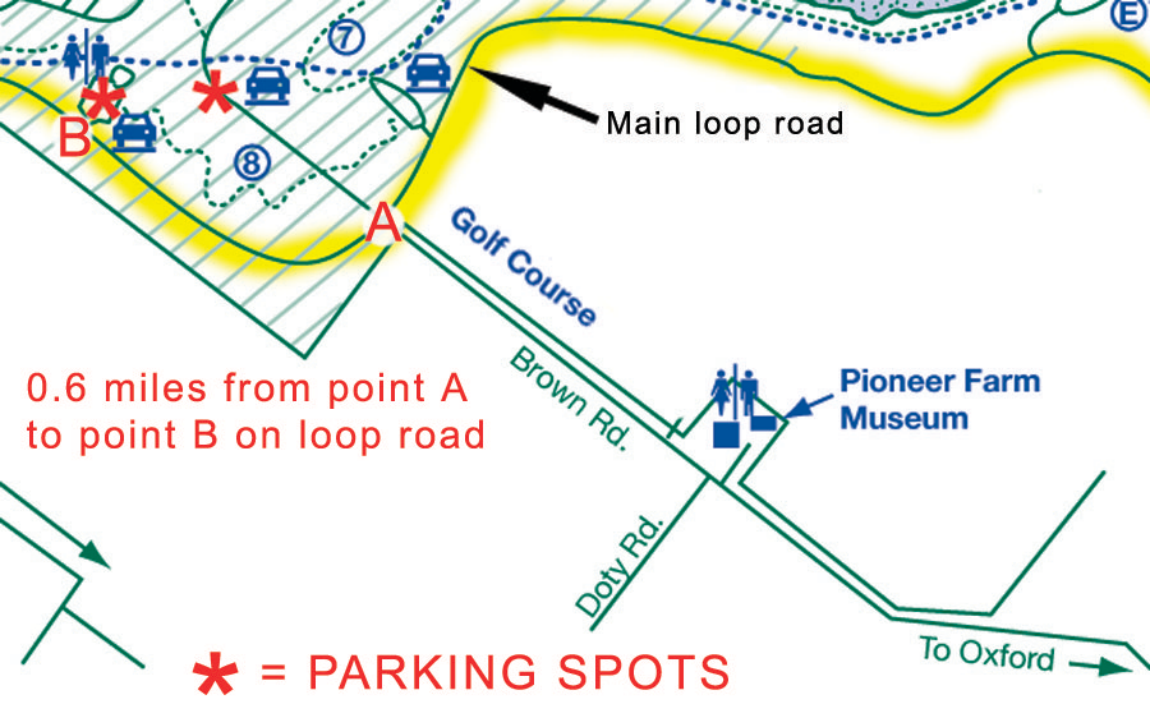 7
E
B
8
Main loop road
A
Golf Course
Brown Rd.
Pioneer Farm
Museum
0.6 miles from point A
to point B on loop road
Doty Rd.
To Oxford
* = PARKING SPOTS